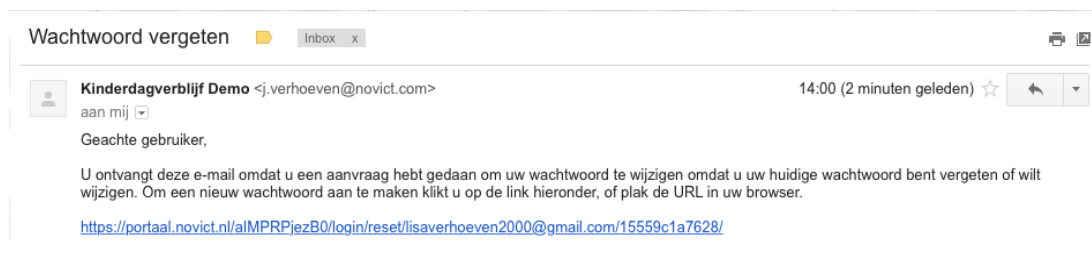 Wachtwoord vergeten Inbox x
Kinderdagverblijf Demo <j.verhoeven@novict.com> 14:00 (2 minuten geleden)
aan mij
Geachte gebruiker,
U ontvangt deze e-mail omdat u een aanvraag hebt gedaan om uw wachtwoord te wijzigen omdat u uw huidige wachtwoord bent vergeten of wilt
wijzigen. Om een nieuw wachtwoord aan te maken klikt u op de link hieronder, of plak de URL in uw browser.
https://portaal.novict.nl/aIMPRPjezB0/login/reset/lisaverhoeven2000@gmail.com/15559c1a7628/